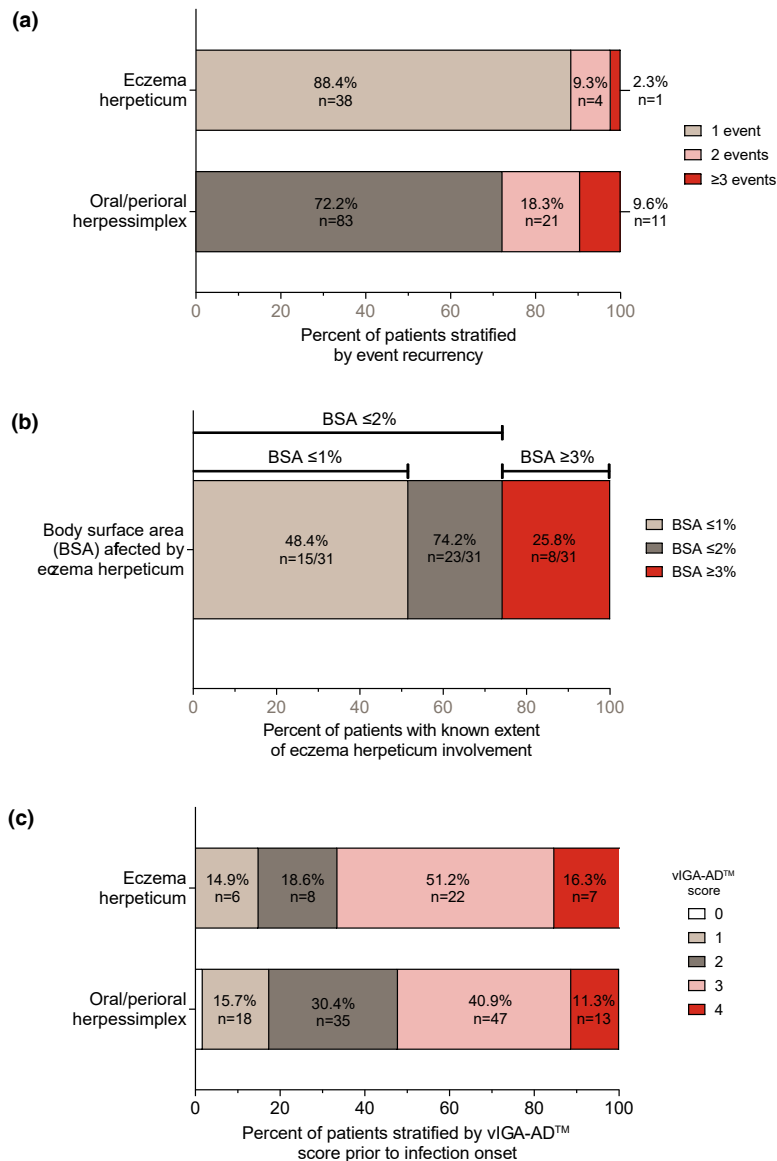 (a)
Eczema
herpeticum
88.4%
n=38
9.3%
n=4
2.3%
n=1
1 event
2 events
≥3 events
Oral/perioral
herpessimplex
72.2%
n=83
18.3%
n=21
9.6%
n=11
0 20 40 60 80 100
Percent of patients stratified
by event recurrency
(b)
BSA ≤2%
BSA ≤1%
BSA ≥3%
Body surface area
(BSA) afected by
eczema herpeticum
48.4%
n=15/31
74.2%
n=23/31
25.8%
n=8/31
BSA ≤1%
BSA ≤2%
BSA ≥3%
0 20 40 60 80 100
Percent of patients with known extent
of eczema herpeticum involvement
(c)
Eczema
herpeticum
14.9%
n=6
18.6%
n=8
51.2%
n=22
16.3%
n=7
vIGA-AD™
score
0
1
2
3
4
Oral/perioral
herpessimplex
15.7%
n=18
30.4%
n=35
40.9%
n=47
11.3%
n=13
0 20 40 60 80 100
Percent of patients stratified by vIGA-AD™
score prior to infection onset